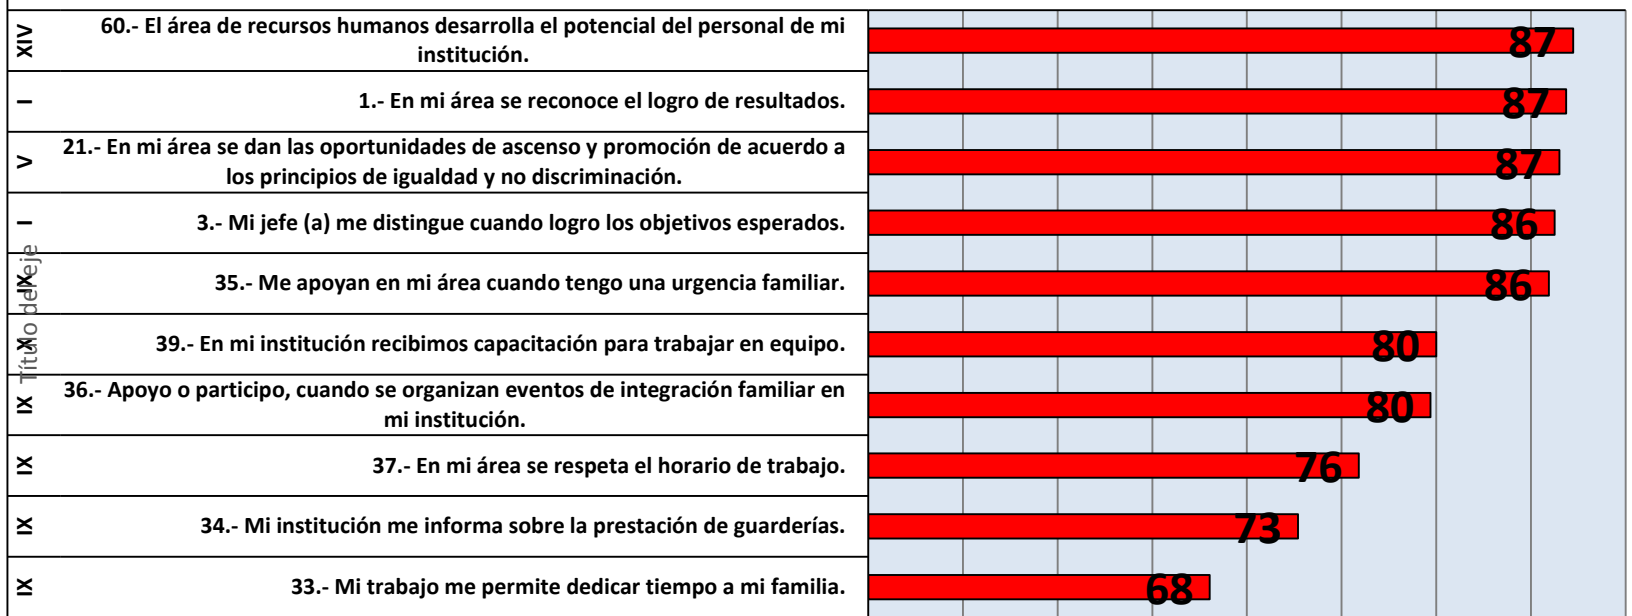 XIV
60.- El área de recursos humanos desarrolla el potencial del personal de mi
institución.
87
I
1.- En mi área se reconoce el logro de resultados.
87
V
21.- En mi área se dan las oportunidades de ascenso y promoción de acuerdo a
los principios de igualdad y no discriminación.
87
I
3.- Mi jefe (a) me distingue cuando logro los objetivos esperados.
86
IX
35.- Me apoyan en mi área cuando tengo una urgencia familiar.
86
X
39.- En mi institución recibimos capacitación para trabajar en equipo.
80
IX
36.- Apoyo o participo, cuando se organizan eventos de integración familiar en
mi institución.
80
IX
37.- En mi área se respeta el horario de trabajo.
76
IX
34.- Mi institución me informa sobre la prestación de guarderías.
73
IX
33.- Mi trabajo me permite dedicar tiempo a mi familia.
68
Título del eje